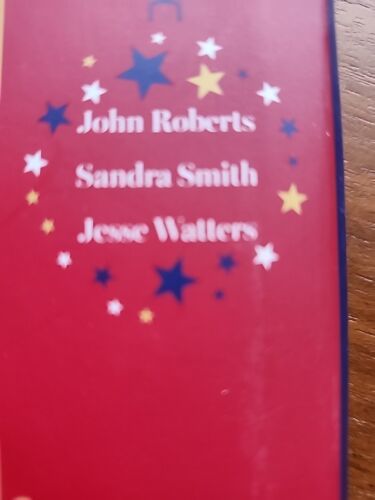 John Roberts
Sandra Smith
Jesse Watters